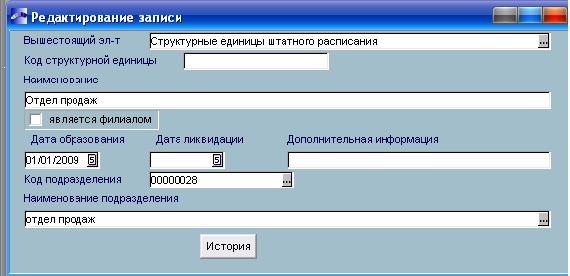 Редактирование записи
Вышестоящий эл-т Структурные единицы штатного расписания ...
Код структурной единицы
Наименование
Отдел продаж
является филиалом
Дата образования Дата ликвидации Дополнительная информация
01/01/2009
Код подразделения 00000028 ...
Наименование подразделения
отдел продаж ...
История